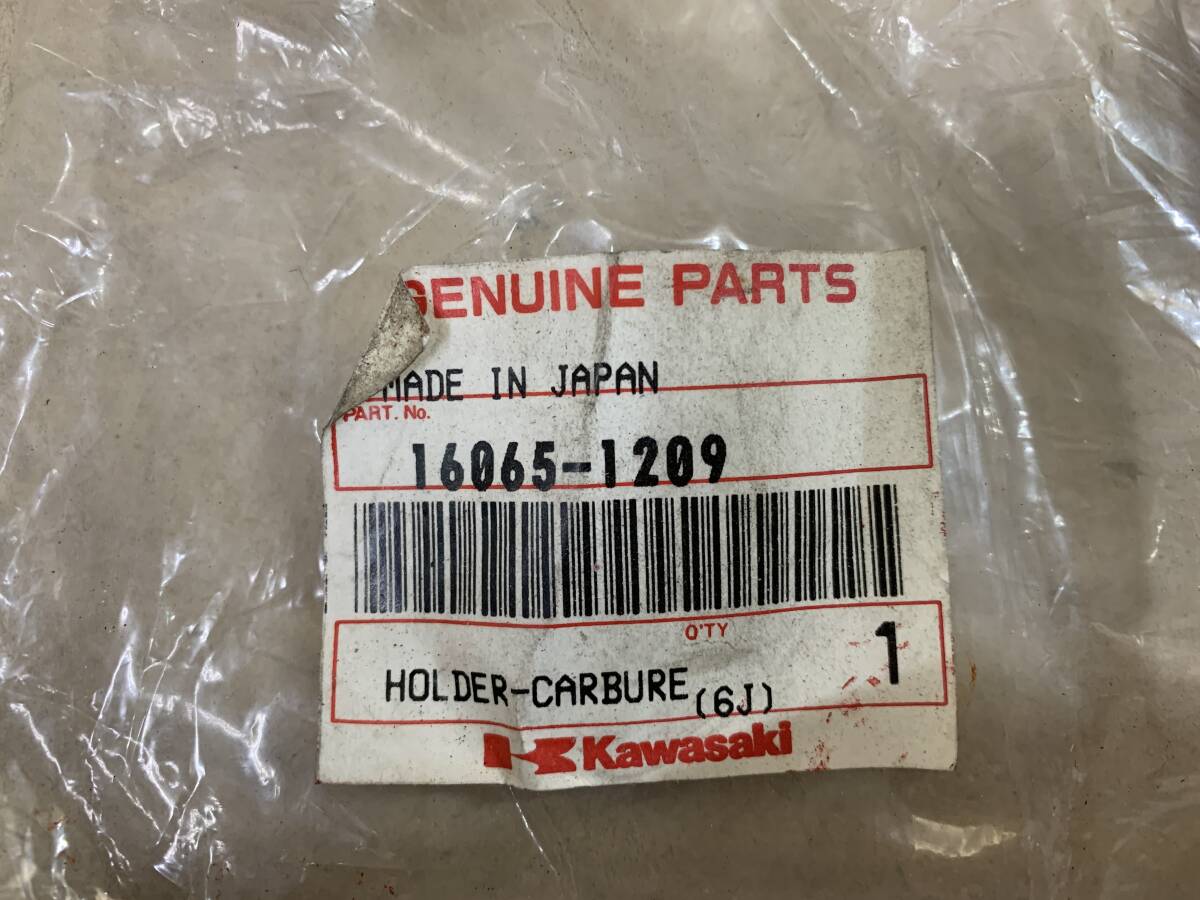 GENUINE PARTS
MADE IN JAPAN
PART. No.
16065-1209
Q'TY
1
HOLDER-CARBURE(6J)
Kawasaki